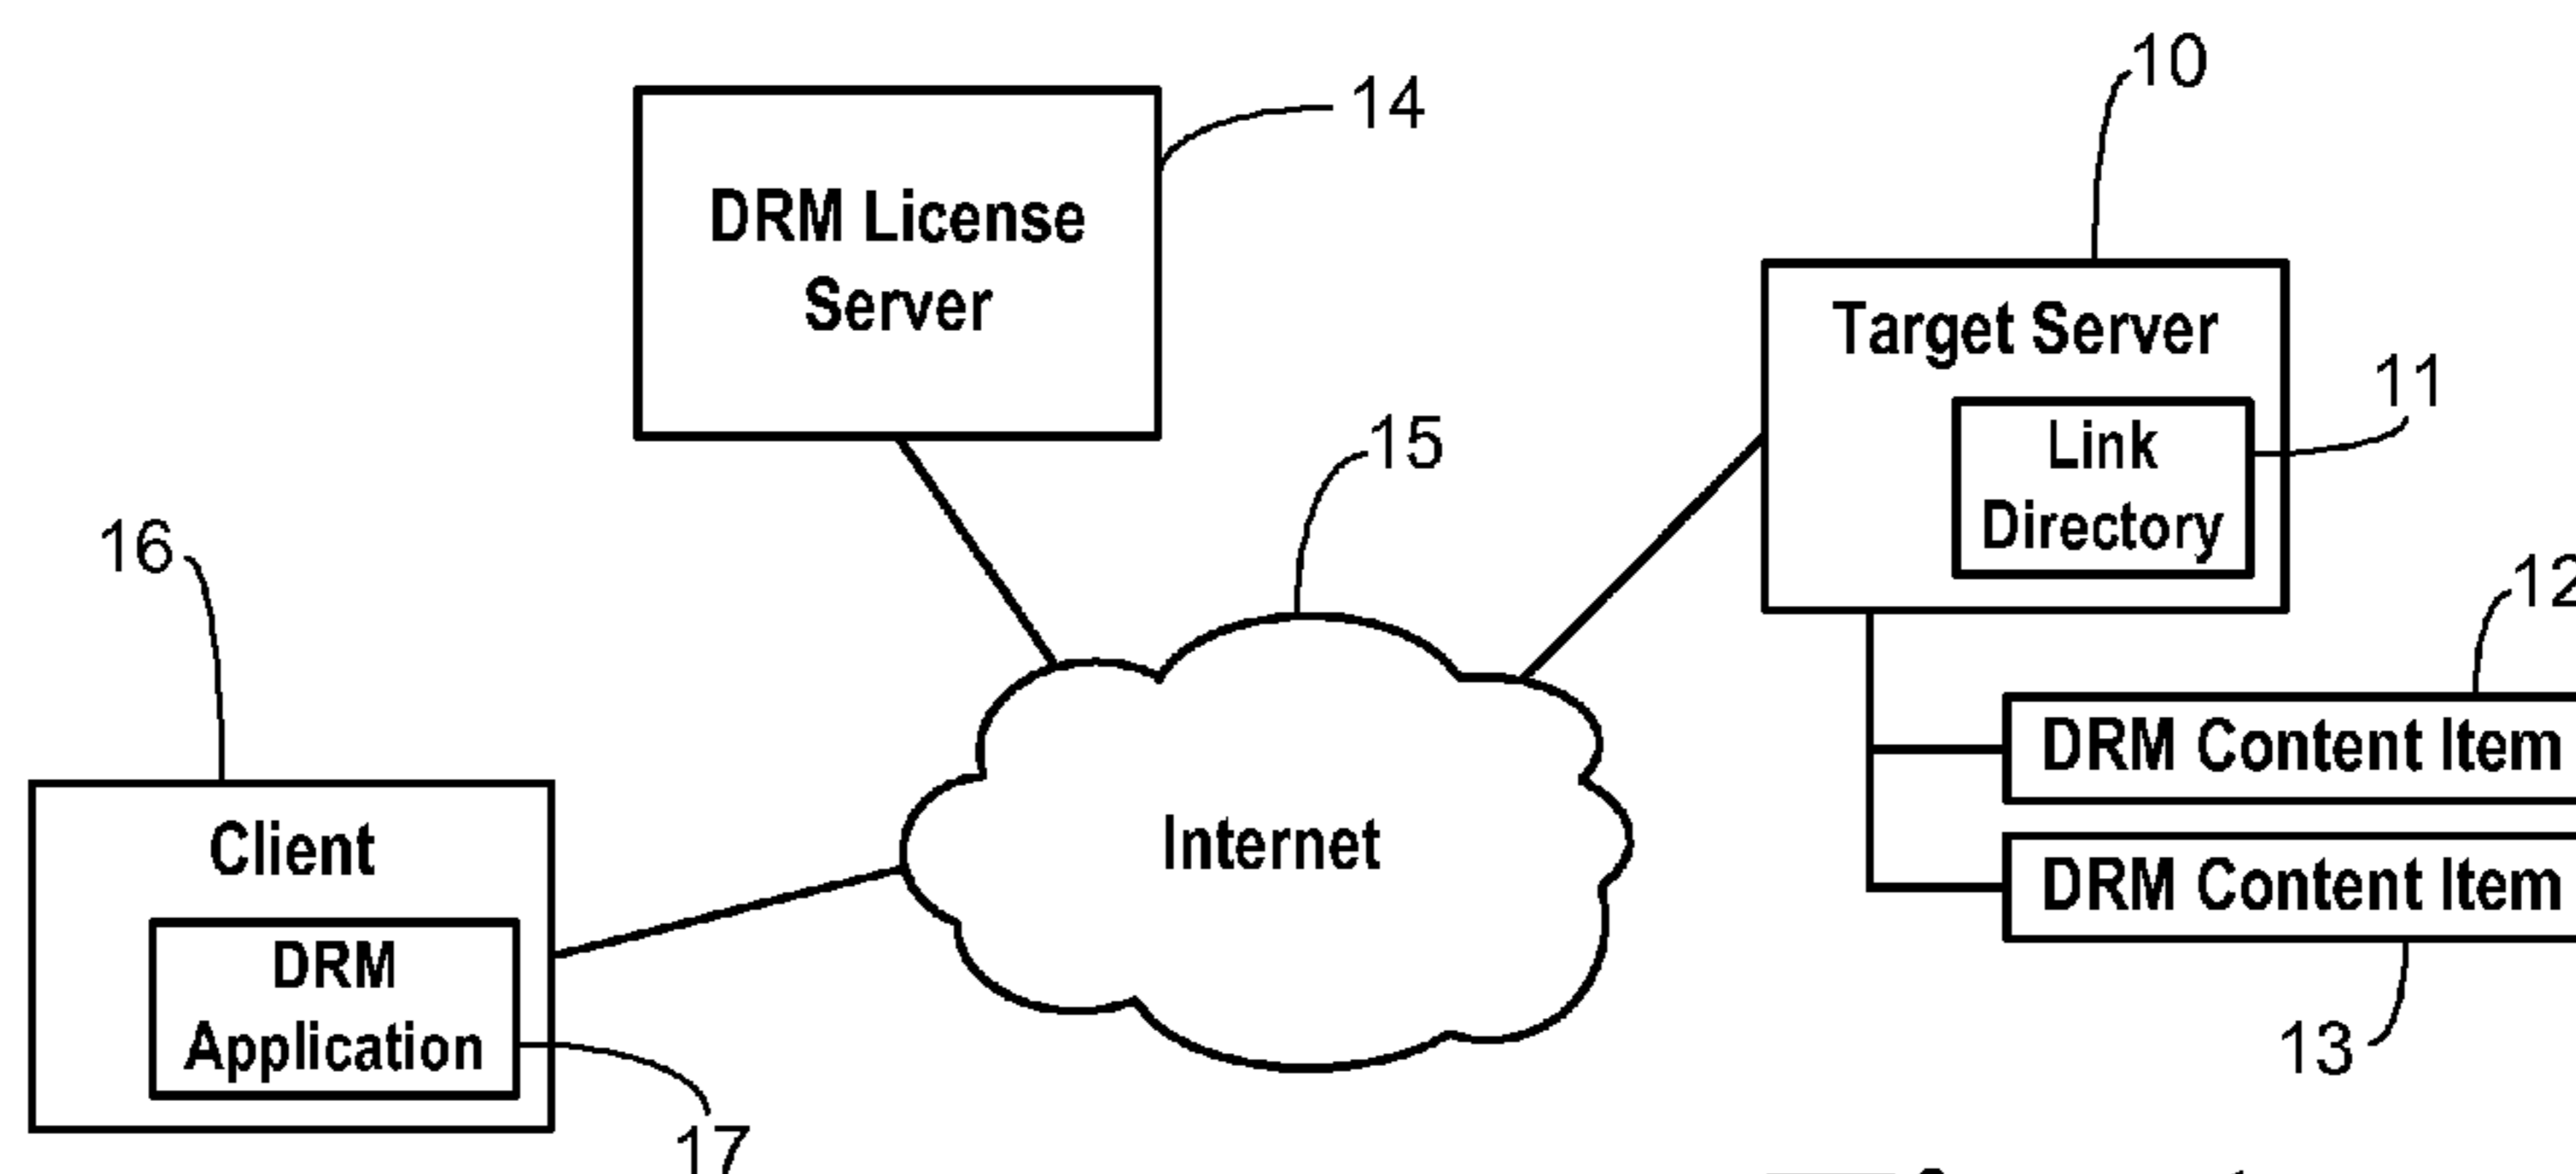 10
14
DRM License
Server
Target Server
11
Link
Directory
15
16
12
DRM Content Item
Client
Internet
DRM Content Item
DRM
Application
13
17